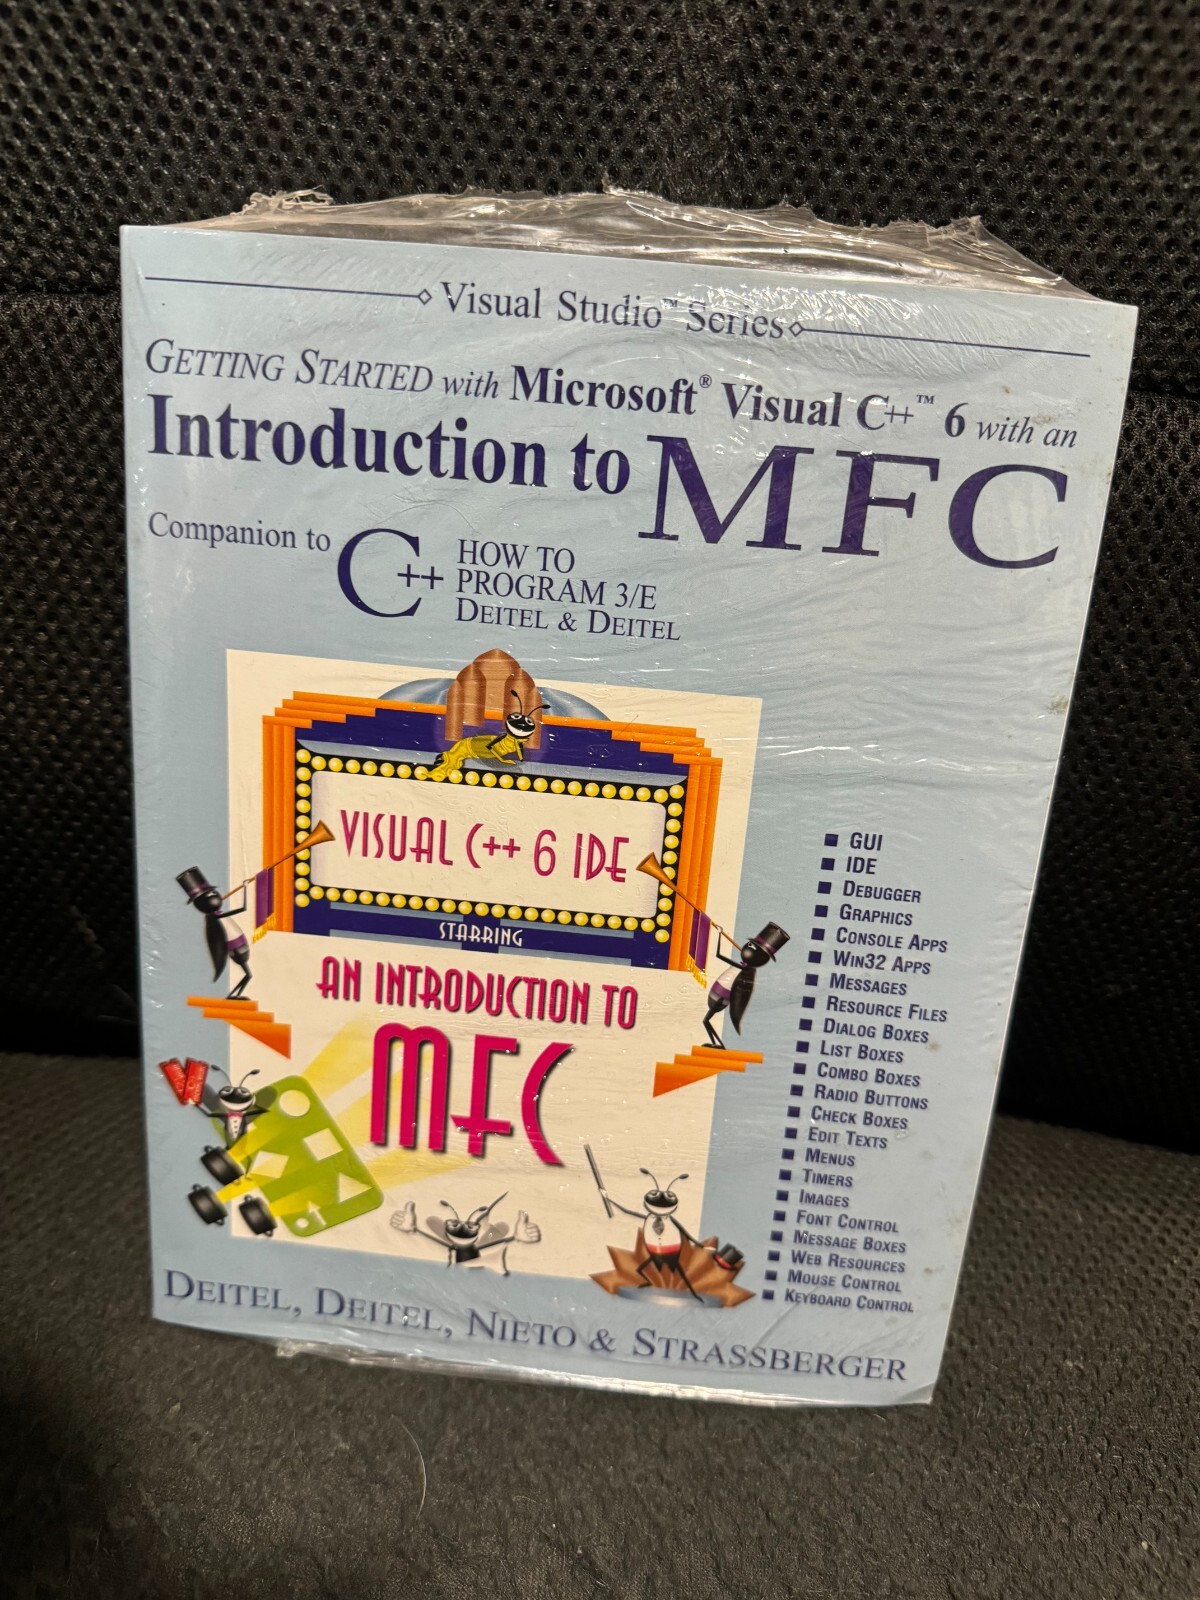 Visual Studio™ Series
GETTING STARTED with Microsoft® Visual C++™ 6 with an
Introduction to MFC
Companion to C++ HOW TO
PROGRAM 3/E
DEITEL & DEITEL
VISUAL C++ 6 IDE
STARRING
AN INTRODUCTION TO
MFC
■ GUI
■ IDE
■ DEBUGGER
■ GRAPHICS
■ CONSOLE APPS
■ WIN32 APPS
■ MESSAGES
■ RESOURCE FILES
■ DIALOG BOXES
■ LIST BOXES
■ COMBO BOXES
■ RADIO BUTTONS
■ CHECK BOXES
■ EDIT TEXTS
■ MENUS
■ TIMERS
■ IMAGES
■ FONT CONTROL
■ MESSAGE BOXES
■ WEB RESOURCES
■ MOUSE CONTROL
■ KEYBOARD CONTROL
DEITEL, DEITEL, NIETO & STRASSBERGER